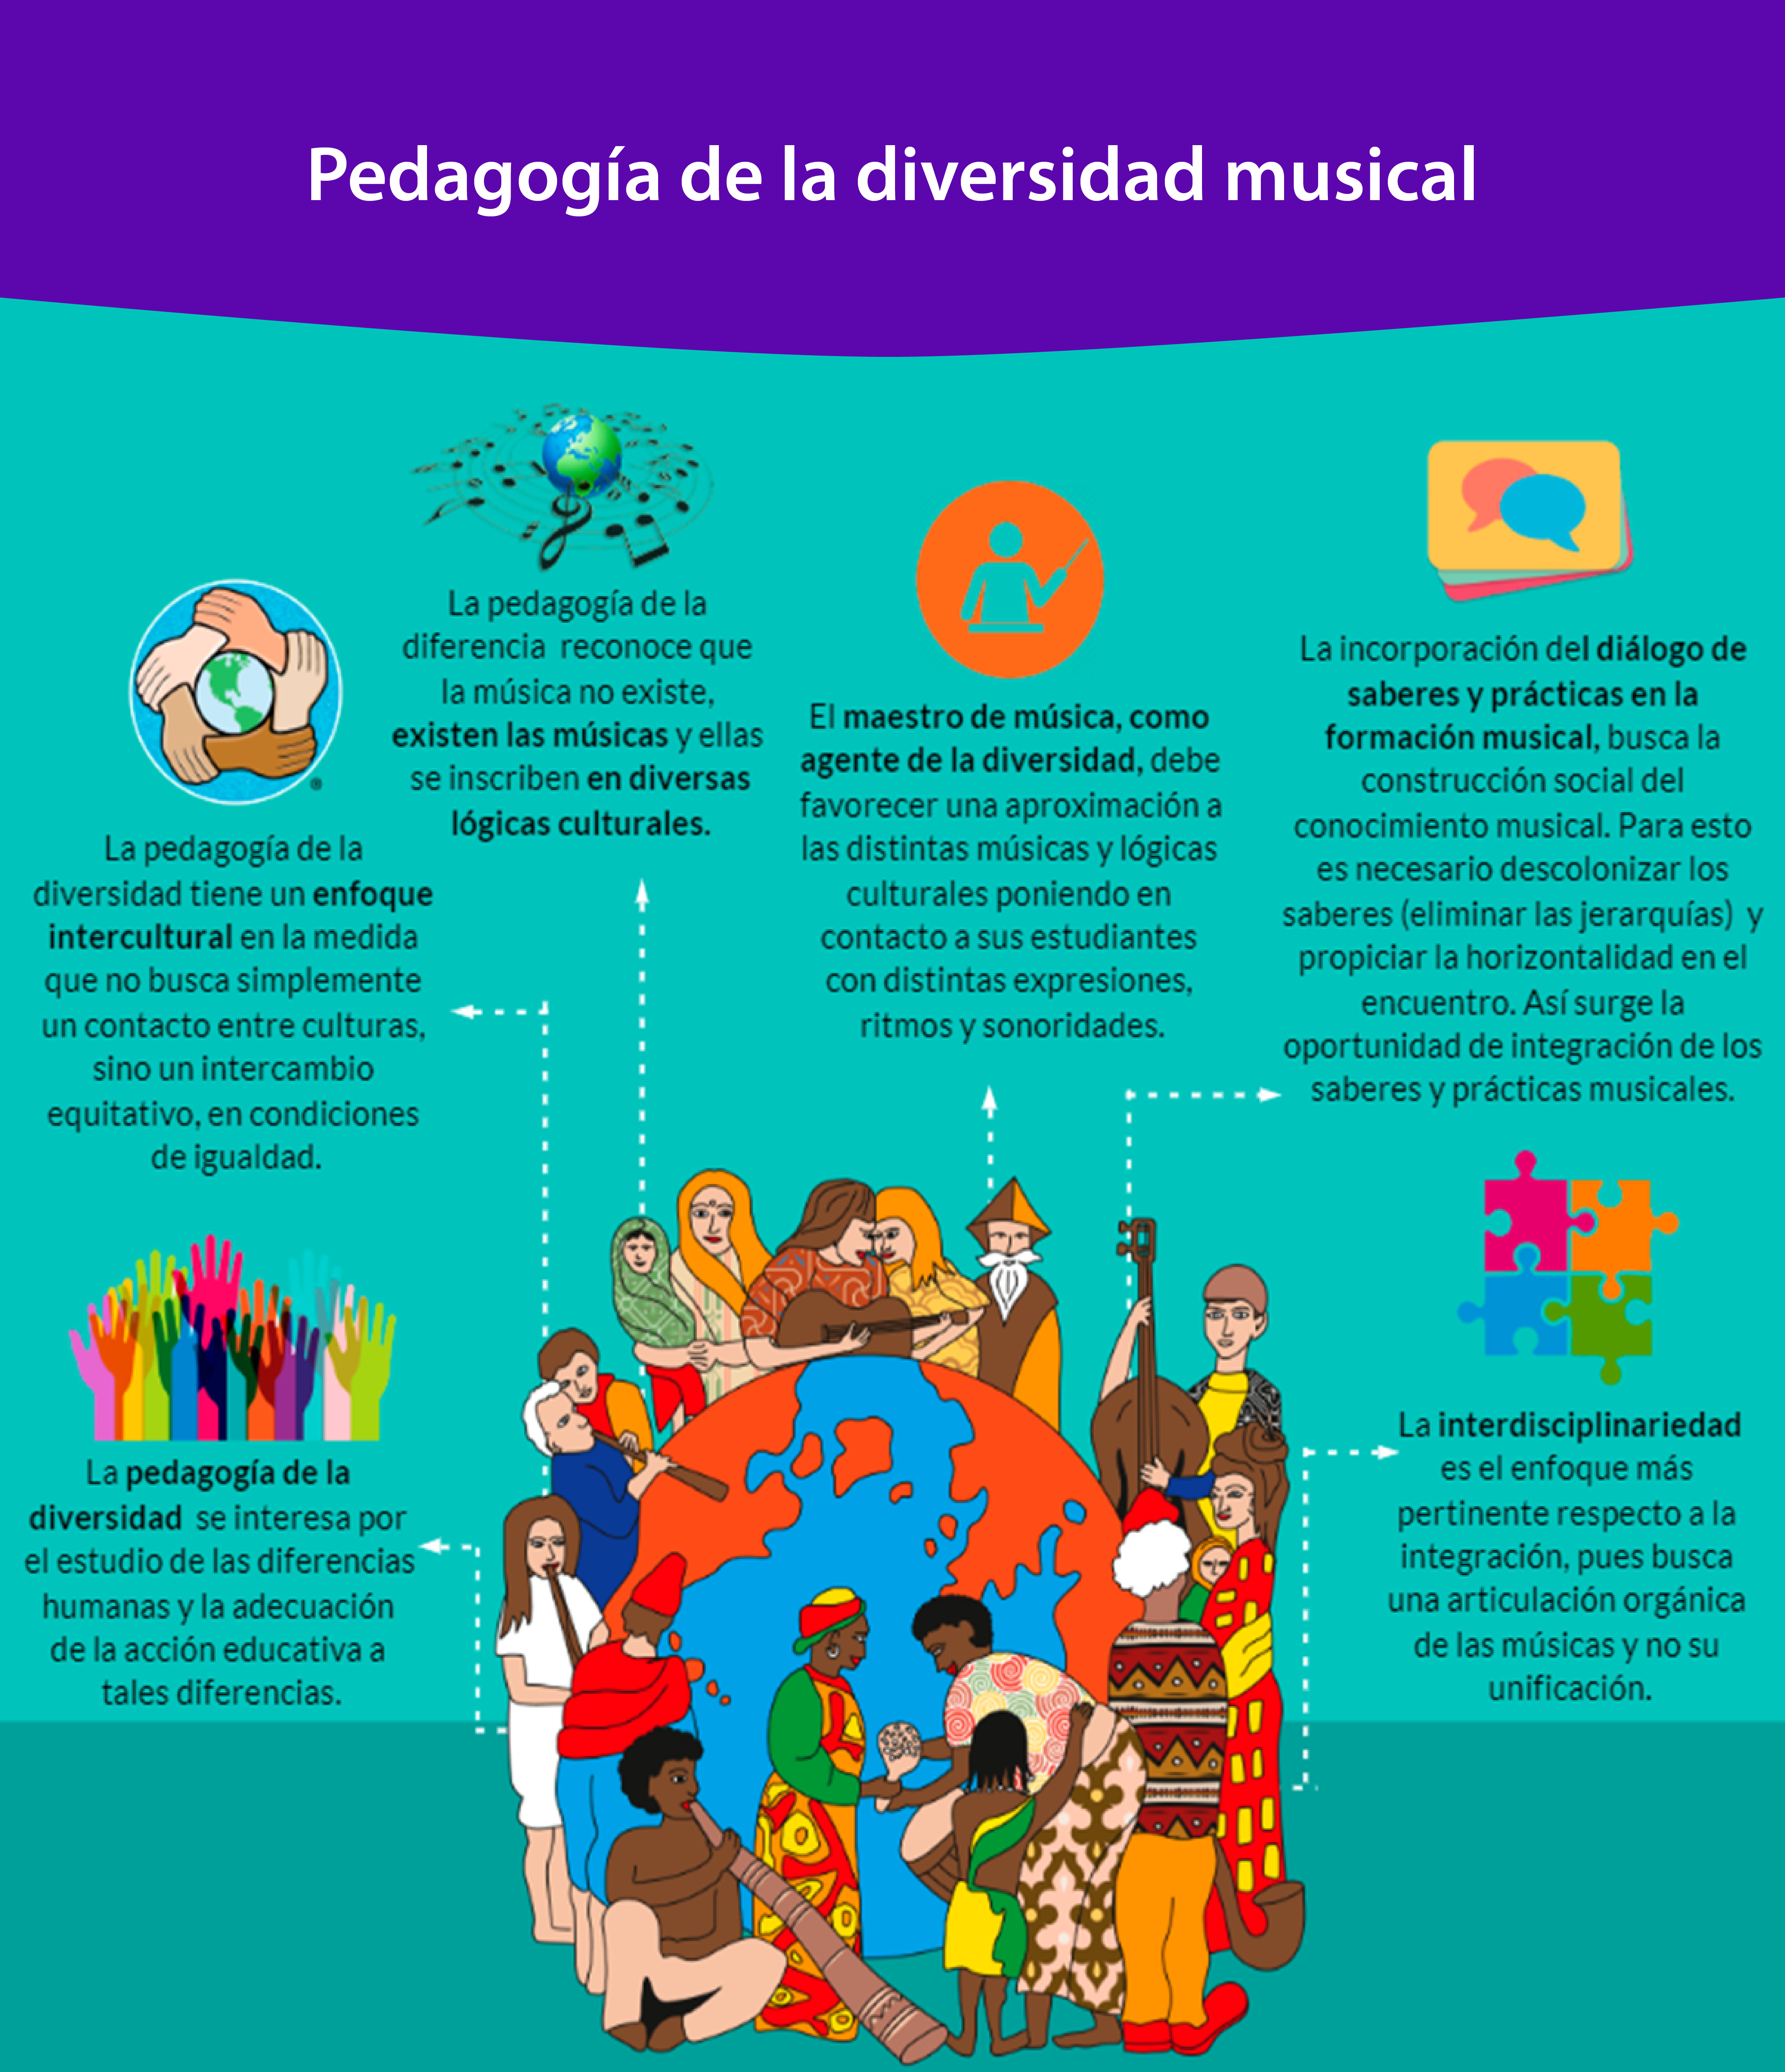 Pedagogía de la diversidad musical
La pedagogía de la
diferencia  reconoce que
la música no existe,
existen las músicas y ellas
se inscriben en diversas
lógicas culturales.
La pedagogía de la
diversidad tiene un enfoque
intercultural en la medida
que no busca simplemente
un contacto entre culturas,
sino un intercambio
equitativo, en condiciones
de igualdad.
La pedagogía de la
diversidad  se interesa por
el estudio de las diferencias
humanas y la adecuación
de la acción educativa a
tales diferencias.
El maestro de música, como
agente de la diversidad, debe
favorecer una aproximación a
las distintas músicas y lógicas
culturales poniendo en
contacto a sus estudiantes
con distintas expresiones,
ritmos y sonoridades.
La incorporación del diálogo de
saberes y prácticas en la
formación musical, busca la
construcción social del
conocimiento musical. Para esto
es necesario descolonizar los
saberes (eliminar las jerarquías)  y
propiciar la horizontalidad en el
encuentro. Así surge la
oportunidad de integración de los
saberes y prácticas musicales.
La interdisciplinariedad
es el enfoque más
pertinente respecto a la
integración, pues busca
una articulación orgánica
de las músicas y no su
unificación.
®